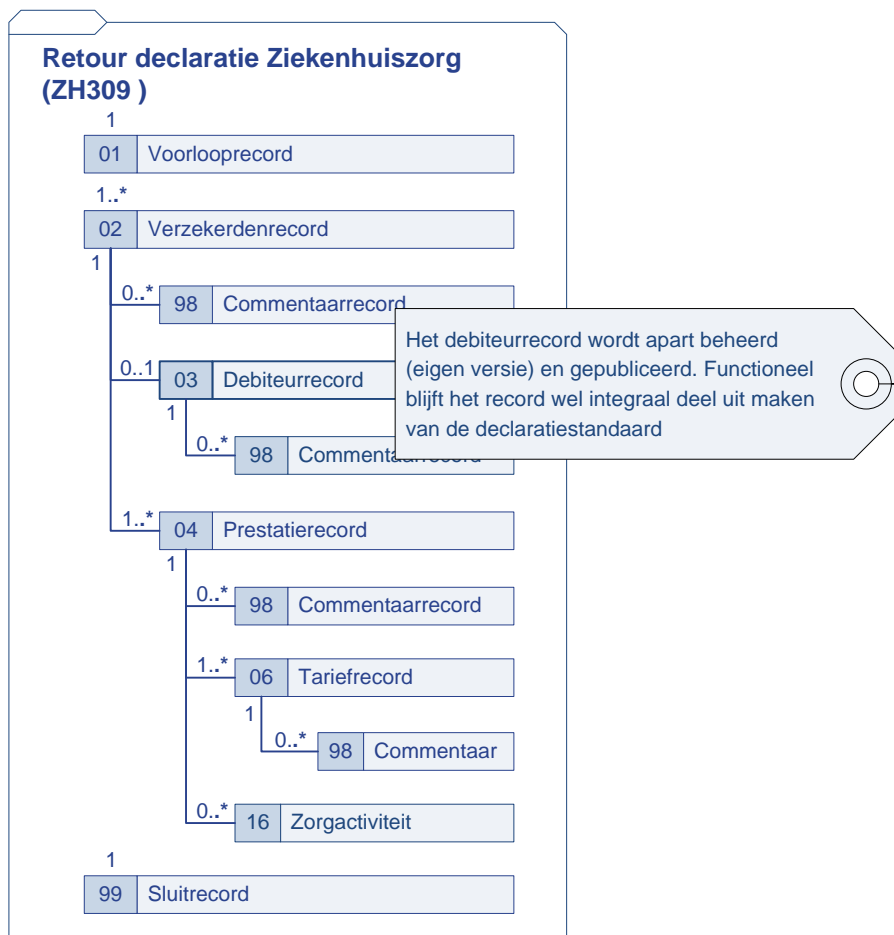 Retour declaratie Ziekenhuiszorg
(ZH309 )
1
01 Voorlooprecord
1..*
02 Verzekerdenrecord
1
0..* 98 Commentaarrecord
Het debiteurrecord wordt apart beheerd
(eigen versie) en gepubliceerd. Functioneel
blijft het record wel integraal deel uit maken
van de declaratiestandaard
0..1 03 Debiteurrecord
1
0..* 98 Commentaarrecord
1..* 04 Prestatierecord
1
0..* 98 Commentaarrecord
1..* 06 Tariefrecord
1
0..* 98 Commentaar
0..* 16 Zorgactiviteit
1
99 Sluitrecord